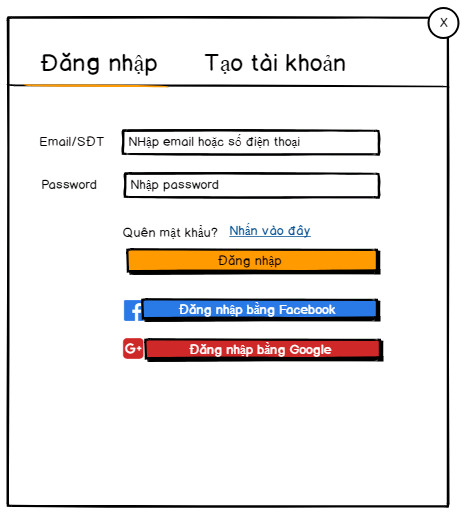 X
Đăng nhập Tạo tài khoản
Email/SĐT NHập email hoặc số điện thoại
Password Nhập password
Quên mật khẩu? Nhấn vào đây
Đăng nhập
f Đăng nhập bằng Facebook
G+ Đăng nhập bằng Google